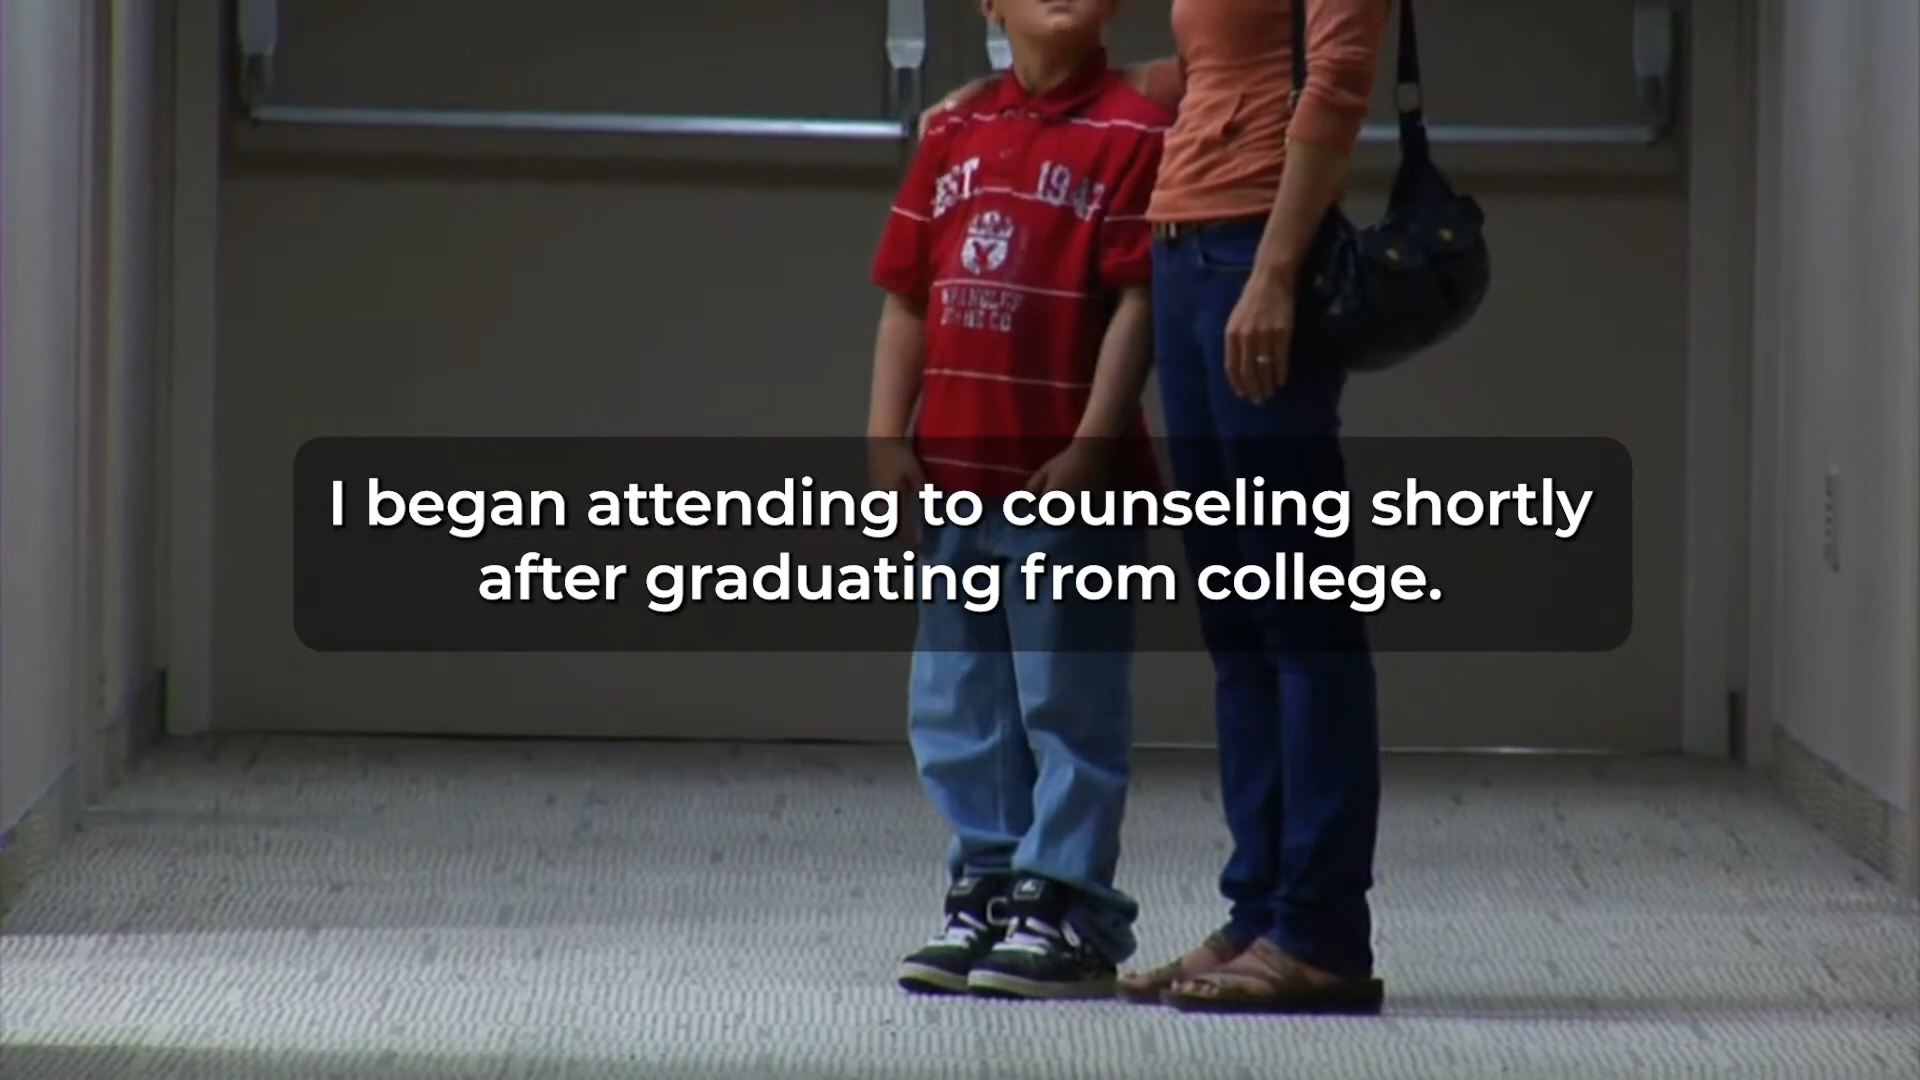 EST. 1947
I began attending to counseling shortly
after graduating from college.